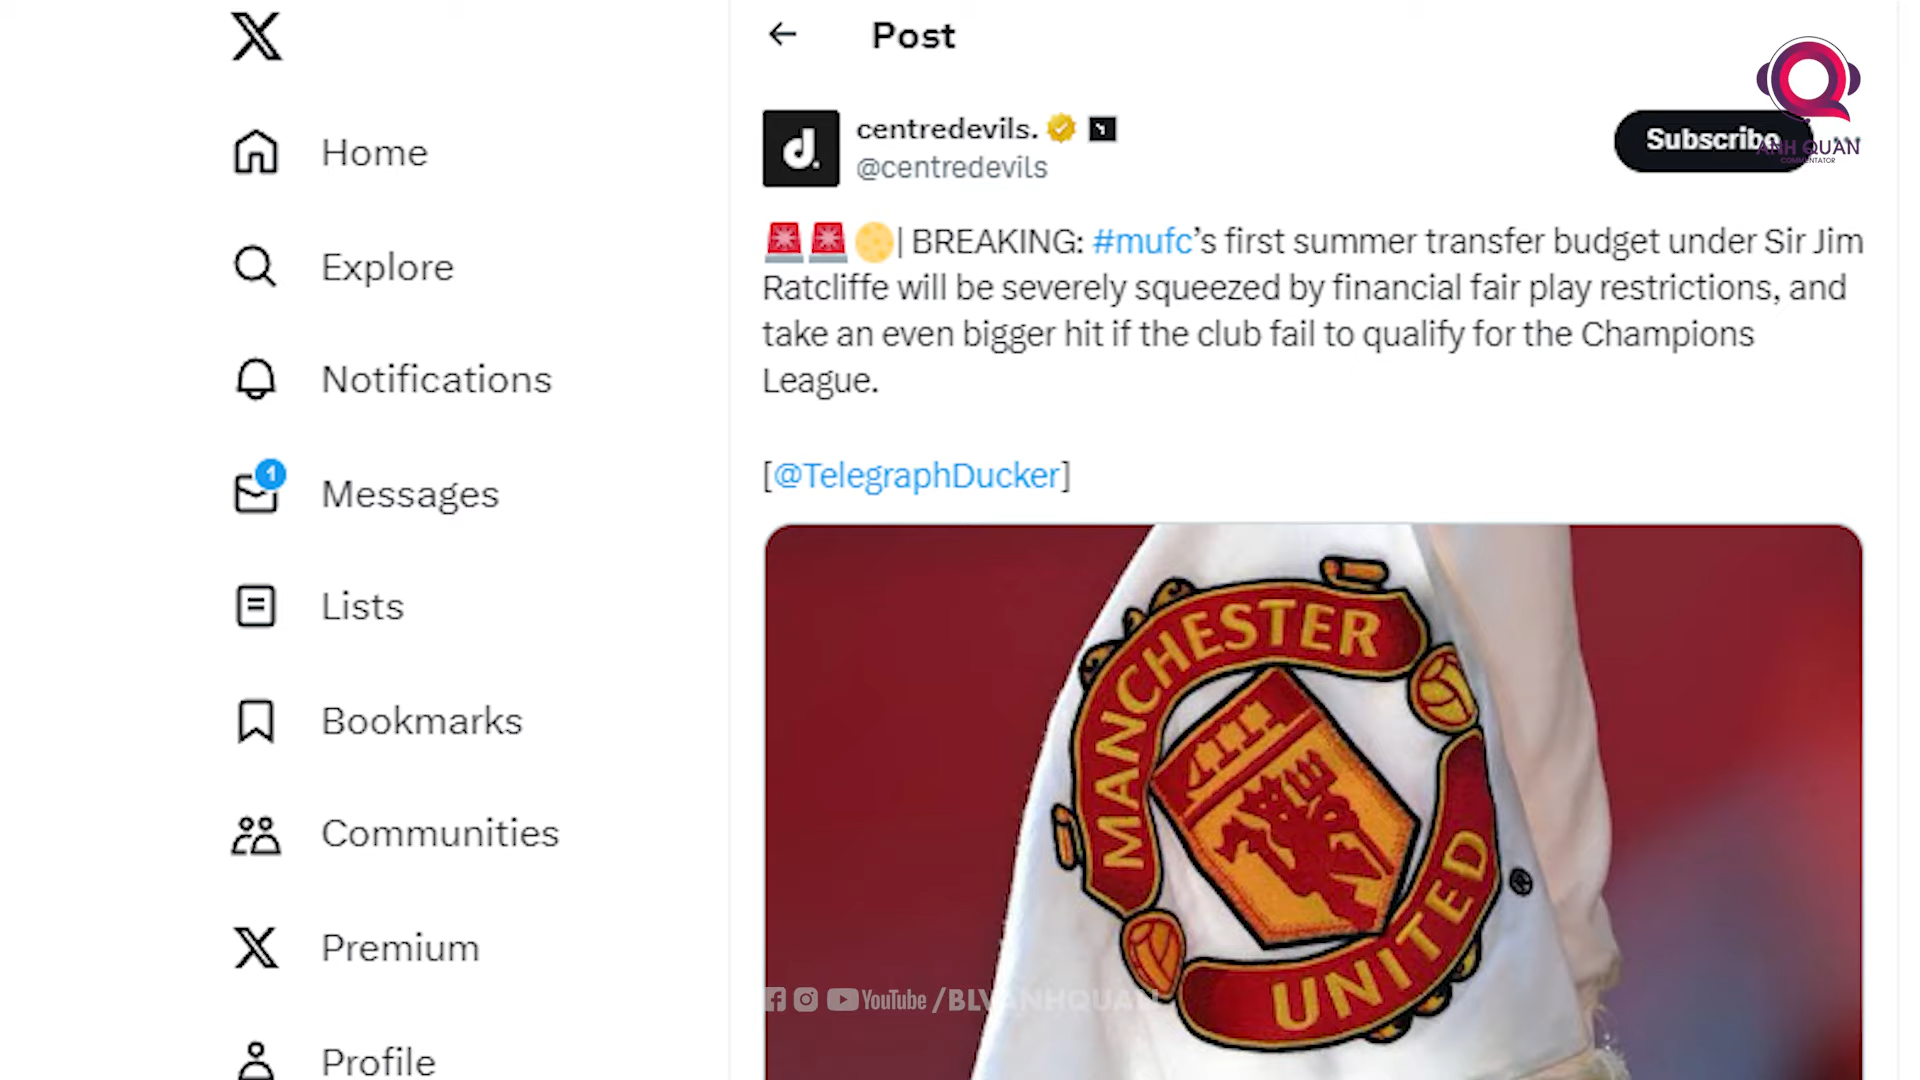 Post
centredevils.
@centredevils
Subscribe
ANH QUAN
COMMENTATOR
Home
Explore
Notifications
1
Messages
Lists
Bookmarks
Communities
Premium
Profile
🚨🚨🌕| BREAKING: #mufc’s first summer transfer budget under Sir Jim
Ratcliffe will be severely squeezed by financial fair play restrictions, and
take an even bigger hit if the club fail to qualify for the Champions
League.
[@TelegraphDucker]
MANCHESTER
UNITED
®
YouTube /BLVANHQUAN